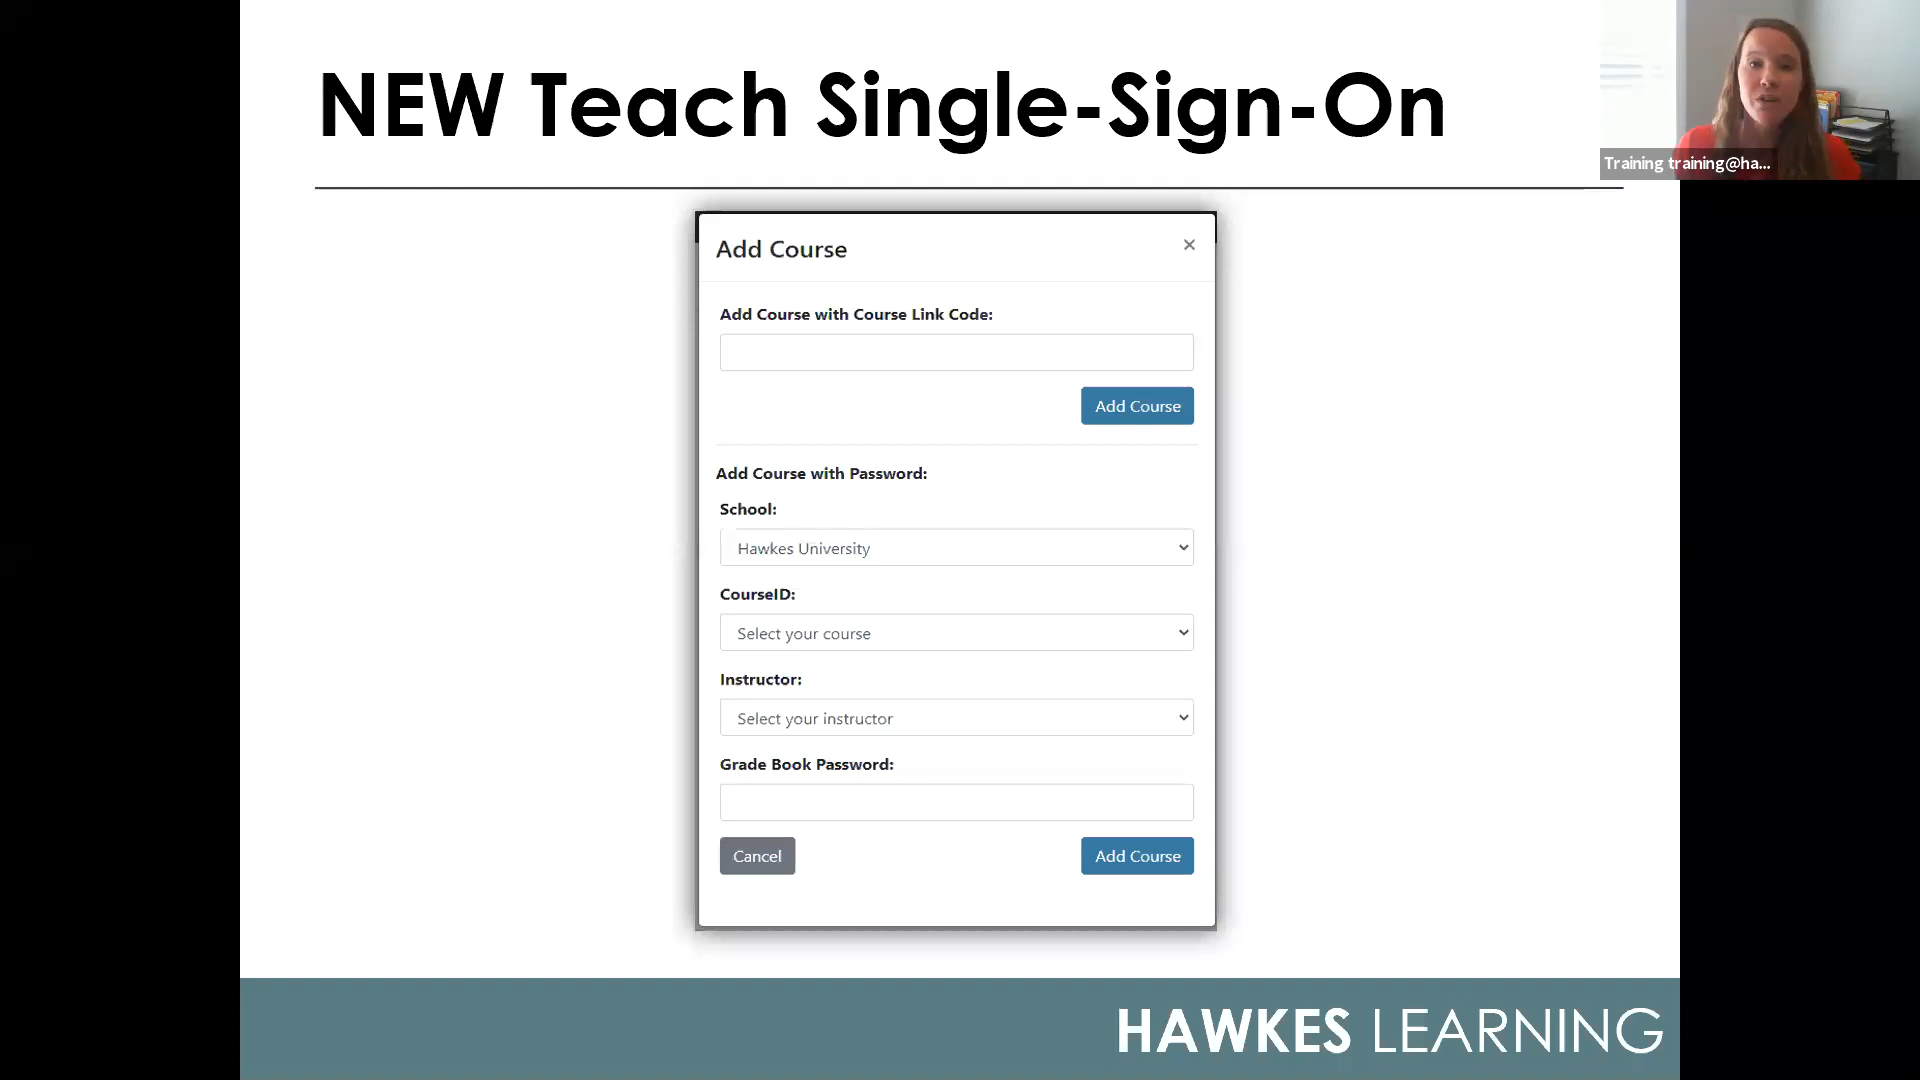 NEW Teach Single-Sign-On
Training training@ha...
Add Course
×
Add Course with Course Link Code:
Add Course
Add Course with Password:
School:
Hawkes University
CourseID:
Select your course
Instructor:
Select your instructor
Grade Book Password:
Cancel
Add Course
HAWKES LEARNING